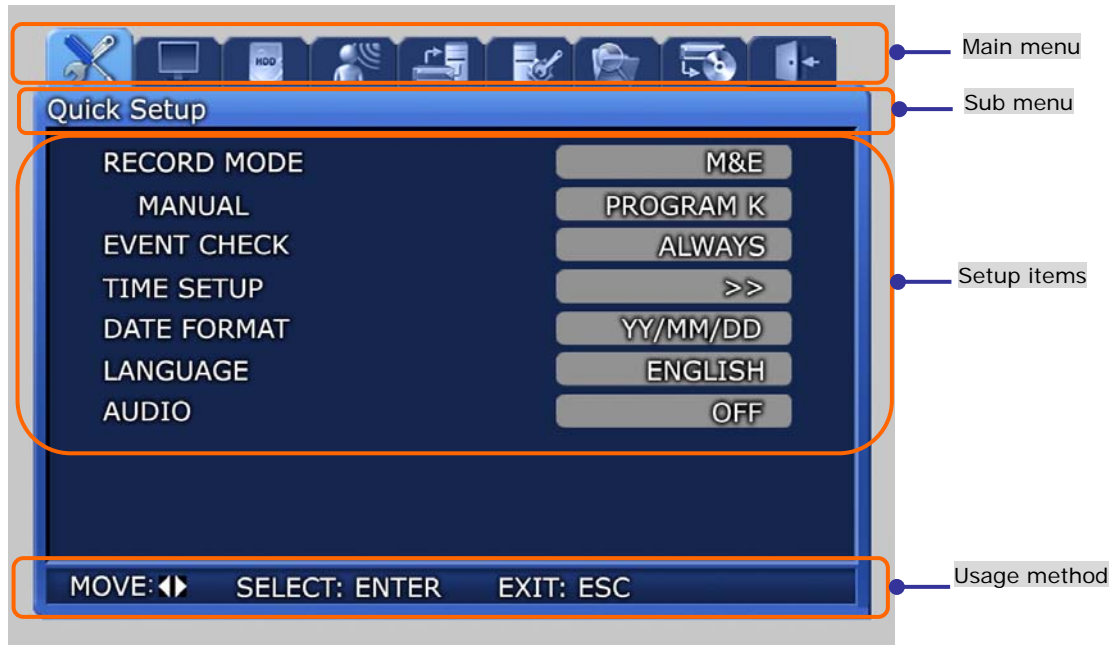 HDD
Main menu
Quick Setup
Sub menu
RECORD MODE M&E
MANUAL PROGRAM K
EVENT CHECK ALWAYS
TIME SETUP >>
Setup items
DATE FORMAT YY/MM/DD
LANGUAGE ENGLISH
AUDIO OFF
MOVE: SELECT: ENTER EXIT: ESC
Usage method